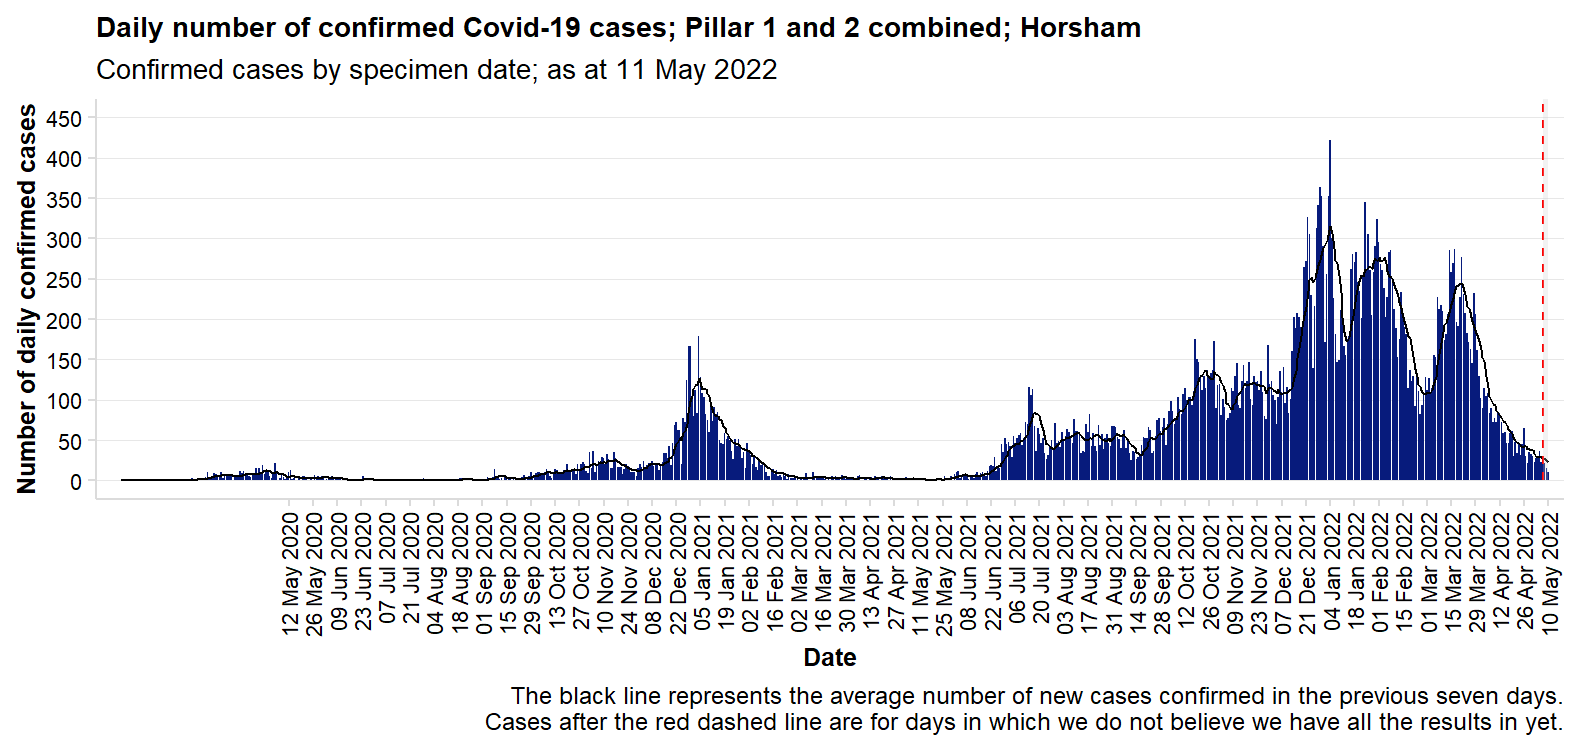 Daily number of confirmed Covid-19 cases; Pillar 1 and 2 combined; Horsham
Confirmed cases by specimen date; as at 11 May 2022
Number of daily confirmed cases
450
400
350
300
250
200
150
100
50
0
12 May 2020
26 May 2020
09 Jun 2020
23 Jun 2020
07 Jul 2020
21 Jul 2020
04 Aug 2020
18 Aug 2020
01 Sep 2020
15 Sep 2020
29 Sep 2020
13 Oct 2020
27 Oct 2020
10 Nov 2020
24 Nov 2020
08 Dec 2020
22 Dec 2020
05 Jan 2021
19 Jan 2021
02 Feb 2021
16 Feb 2021
02 Mar 2021
16 Mar 2021
30 Mar 2021
13 Apr 2021
27 Apr 2021
11 May 2021
25 May 2021
08 Jun 2021
22 Jun 2021
06 Jul 2021
20 Jul 2021
03 Aug 2021
17 Aug 2021
31 Aug 2021
14 Sep 2021
28 Sep 2021
12 Oct 2021
26 Oct 2021
09 Nov 2021
23 Nov 2021
07 Dec 2021
21 Dec 2021
04 Jan 2022
18 Jan 2022
01 Feb 2022
15 Feb 2022
01 Mar 2022
15 Mar 2022
29 Mar 2022
12 Apr 2022
26 Apr 2022
10 May 2022
Date
The black line represents the average number of new cases confirmed in the previous seven days.
Cases after the red dashed line are for days in which we do not believe we have all the results in yet.